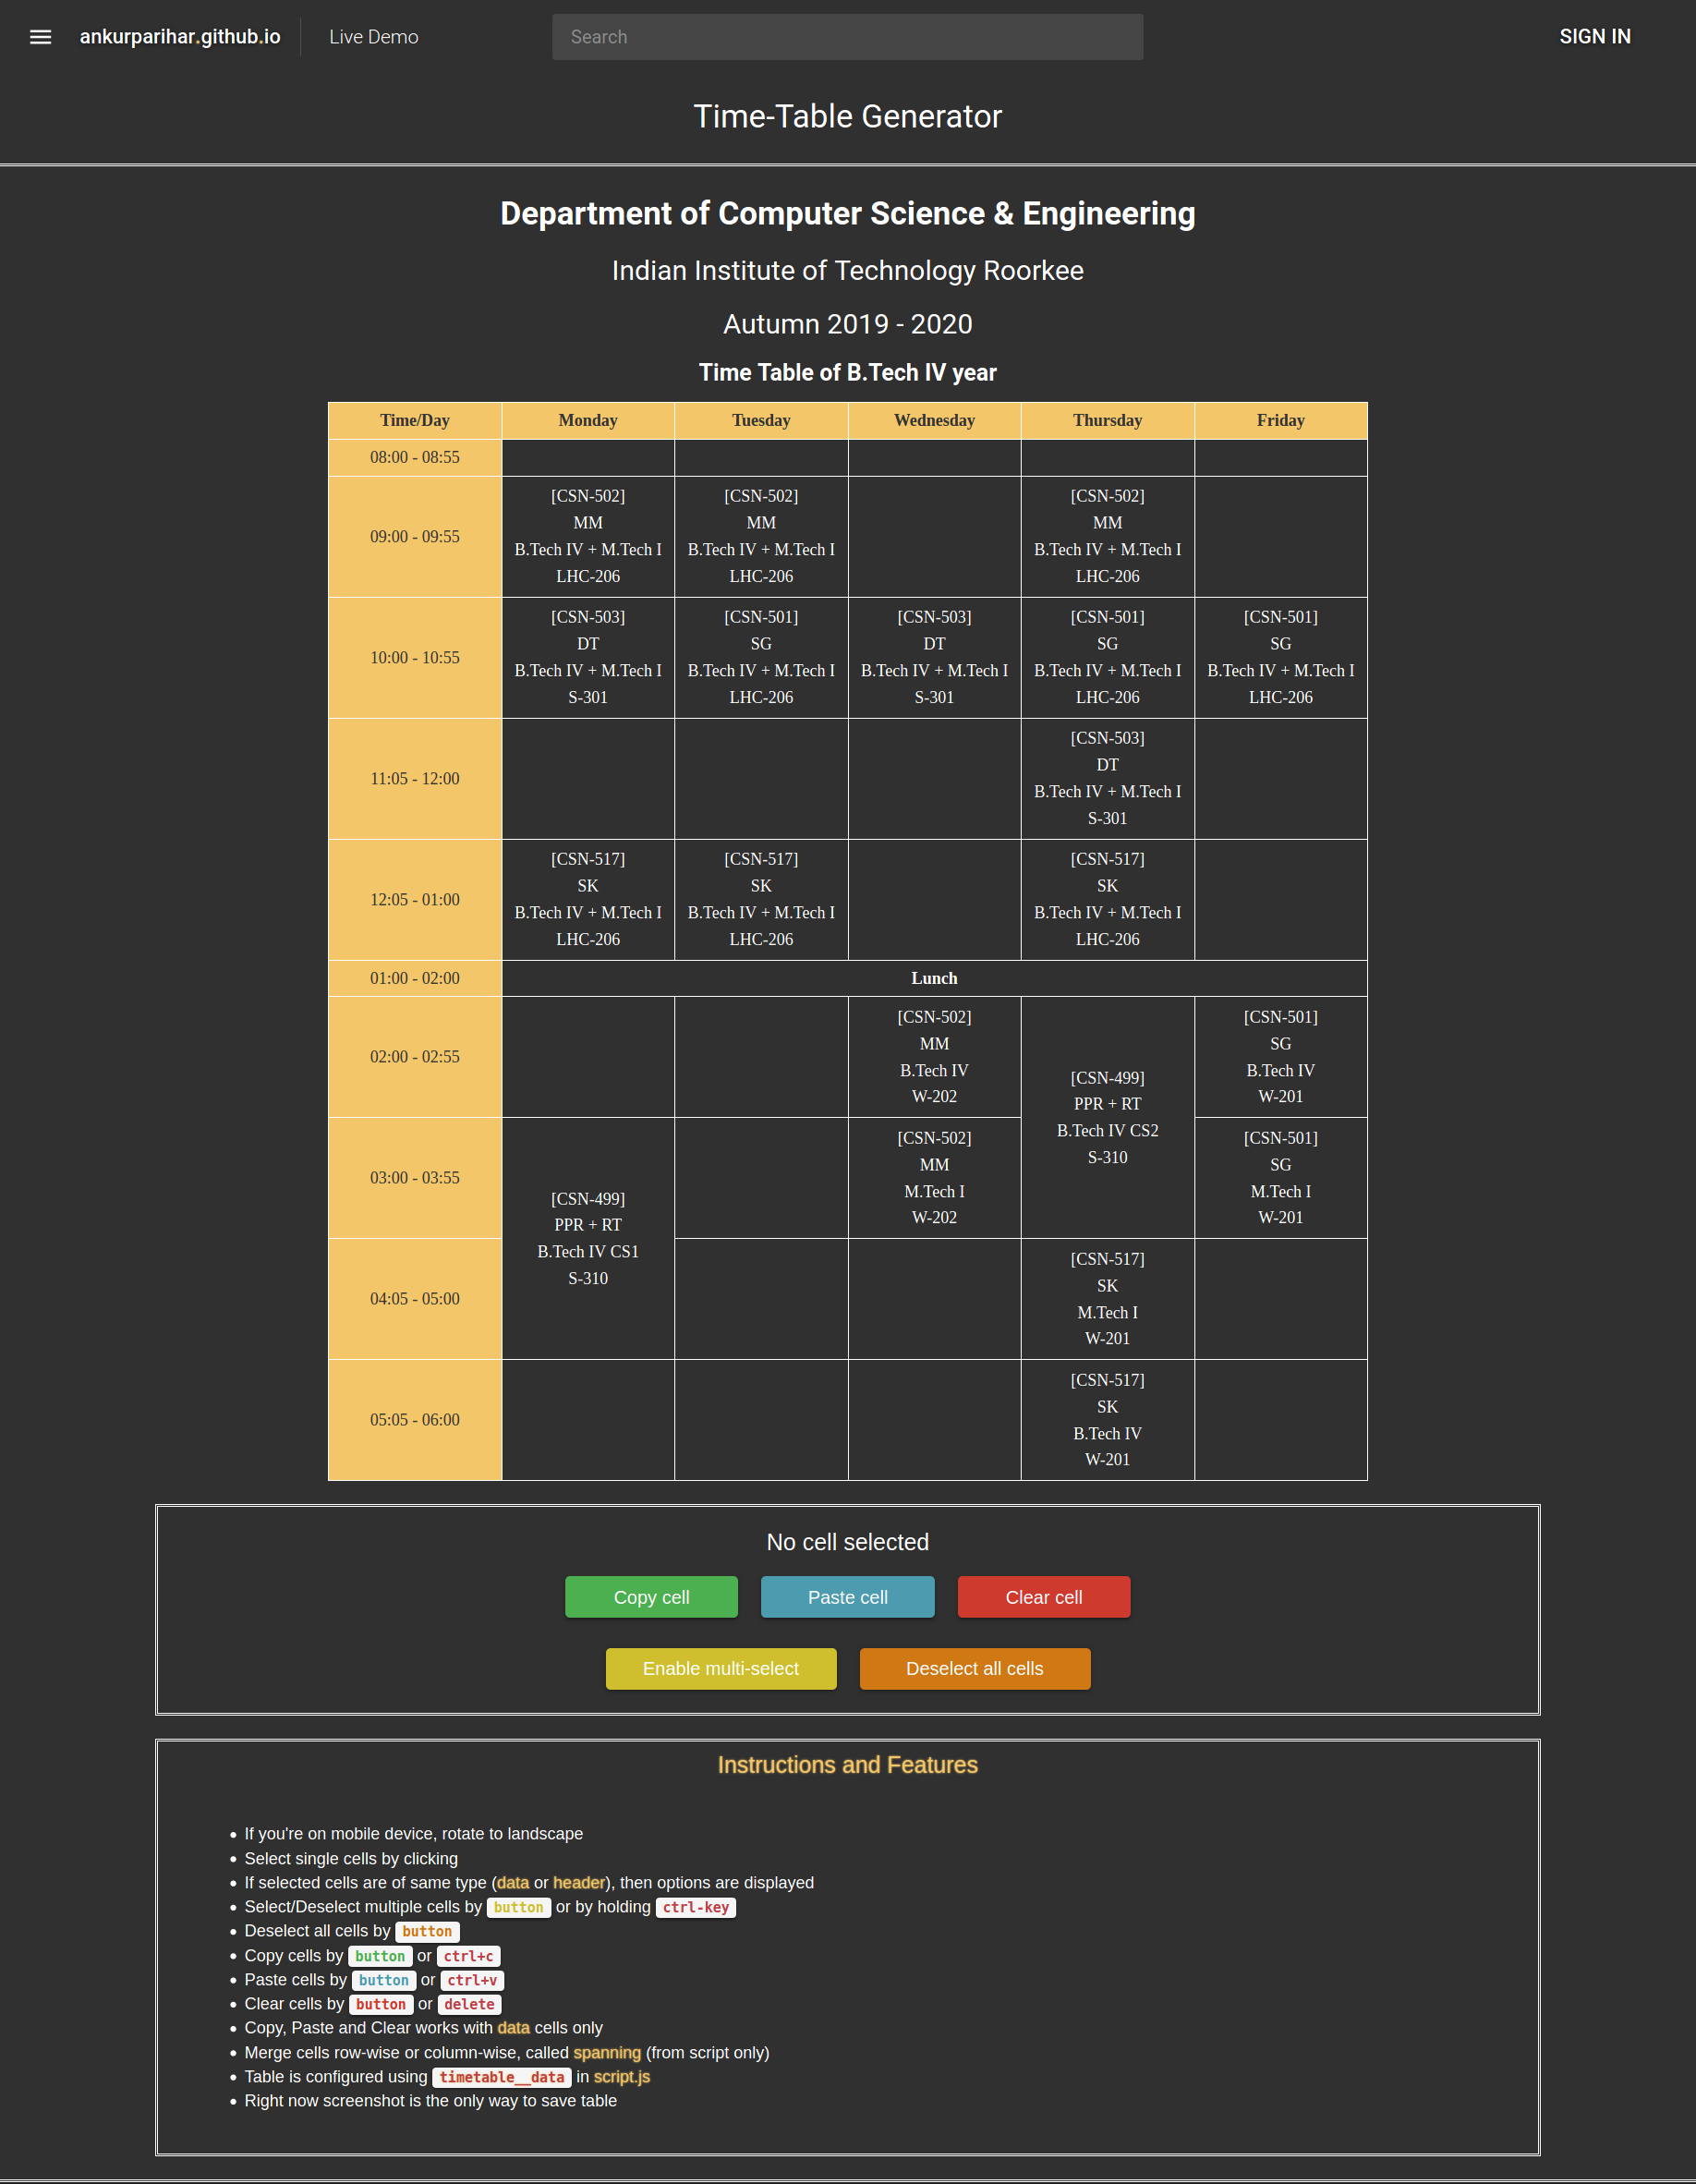 ankurparihar.github.io
Live Demo
Search
SIGN IN
Time-Table Generator
Department of Computer Science & Engineering
Indian Institute of Technology Roorkee
Autumn 2019 - 2020
Time Table of B.Tech IV year
Time/Day Monday Tuesday Wednesday Thursday Friday
08:00 - 08:55
09:00 - 09:55
[CSN-502]
MM
B.Tech IV + M.Tech I
LHC-206
[CSN-502]
MM
B.Tech IV + M.Tech I
LHC-206
[CSN-502]
MM
B.Tech IV + M.Tech I
LHC-206
10:00 - 10:55
[CSN-503]
DT
B.Tech IV + M.Tech I
S-301
[CSN-501]
SG
B.Tech IV + M.Tech I
LHC-206
[CSN-503]
DT
B.Tech IV + M.Tech I
S-301
[CSN-501]
SG
B.Tech IV + M.Tech I
LHC-206
[CSN-501]
SG
B.Tech IV + M.Tech I
LHC-206
11:05 - 12:00
[CSN-503]
DT
B.Tech IV + M.Tech I
S-301
12:05 - 01:00
[CSN-517]
SK
B.Tech IV + M.Tech I
LHC-206
[CSN-517]
SK
B.Tech IV + M.Tech I
LHC-206
[CSN-517]
SK
B.Tech IV + M.Tech I
LHC-206
01:00 - 02:00
Lunch
02:00 - 02:55
[CSN-502]
MM
B.Tech IV
W-202
[CSN-499]
PPR + RT
B.Tech IV CS2
S-310
[CSN-501]
SG
B.Tech IV
W-201
03:00 - 03:55
[CSN-499]
PPR + RT
B.Tech IV CS1
S-310
[CSN-502]
MM
M.Tech I
W-202
[CSN-501]
SG
M.Tech I
W-201
04:05 - 05:00
[CSN-517]
SK
M.Tech I
W-201
05:05 - 06:00
[CSN-517]
SK
B.Tech IV
W-201
No cell selected
Copy cell
Paste cell
Clear cell
Enable multi-select
Deselect all cells
Instructions and Features
If you're on mobile device, rotate to landscape
Select single cells by clicking
If selected cells are of same type (data or header), then options are displayed
Select/Deselect multiple cells by button or by holding ctrl-key
Deselect all cells by button
Copy cells by button or ctrl+c
Paste cells by button or ctrl+v
Clear cells by button or delete
Copy, Paste and Clear works with data cells only
Merge cells row-wise or column-wise, called spanning (from script only)
Table is configured using timetable__data in script.js
Right now screenshot is the only way to save table